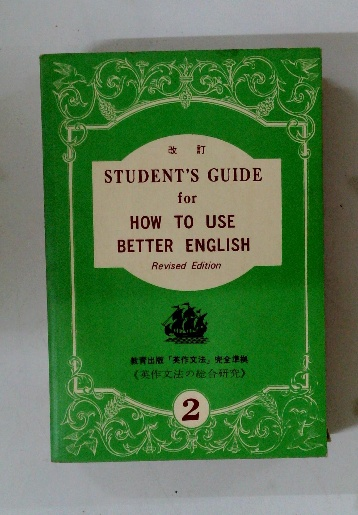 改訂
STUDENT'S GUIDE
for
HOW TO USE
BETTER ENGLISH
Revised Edition
教育出版「英作文法」完全準拠
《英作文法の総合研究》
2